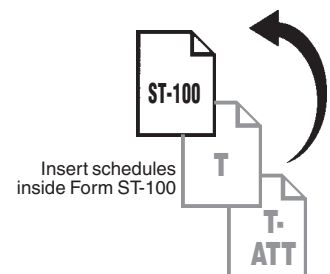 ST-100
T
Insert schedules
inside Form ST-100
T-
ATT